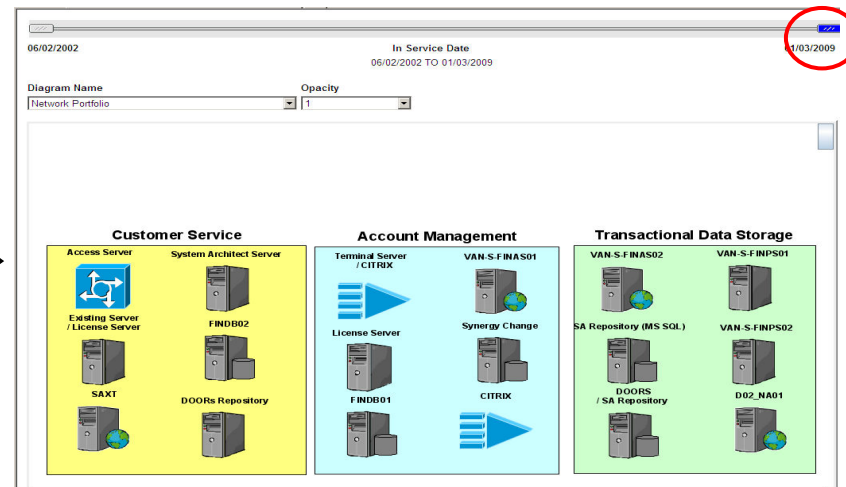 06/02/2002 In Service Date 01/03/2009
06/02/2002 TO 01/03/2009
Diagram Name Opacity
Network Portfolio 1
Customer Service
Access Server System Architect Server
Existing Server
/ License Server
FINDB02
SAXT
DOORs Repository
Account Management
Terminal Server
/ CITRIX
VAN-S-FINAS01
License Server
Synergy Change
FINDB01
CITRIX
Transactional Data Storage
VAN-S-FINAS02 VAN-S-FINPS01
SA Repository (MS SQL) VAN-S-FINPS02
DOORS
/ SA Repository
D02_NA01